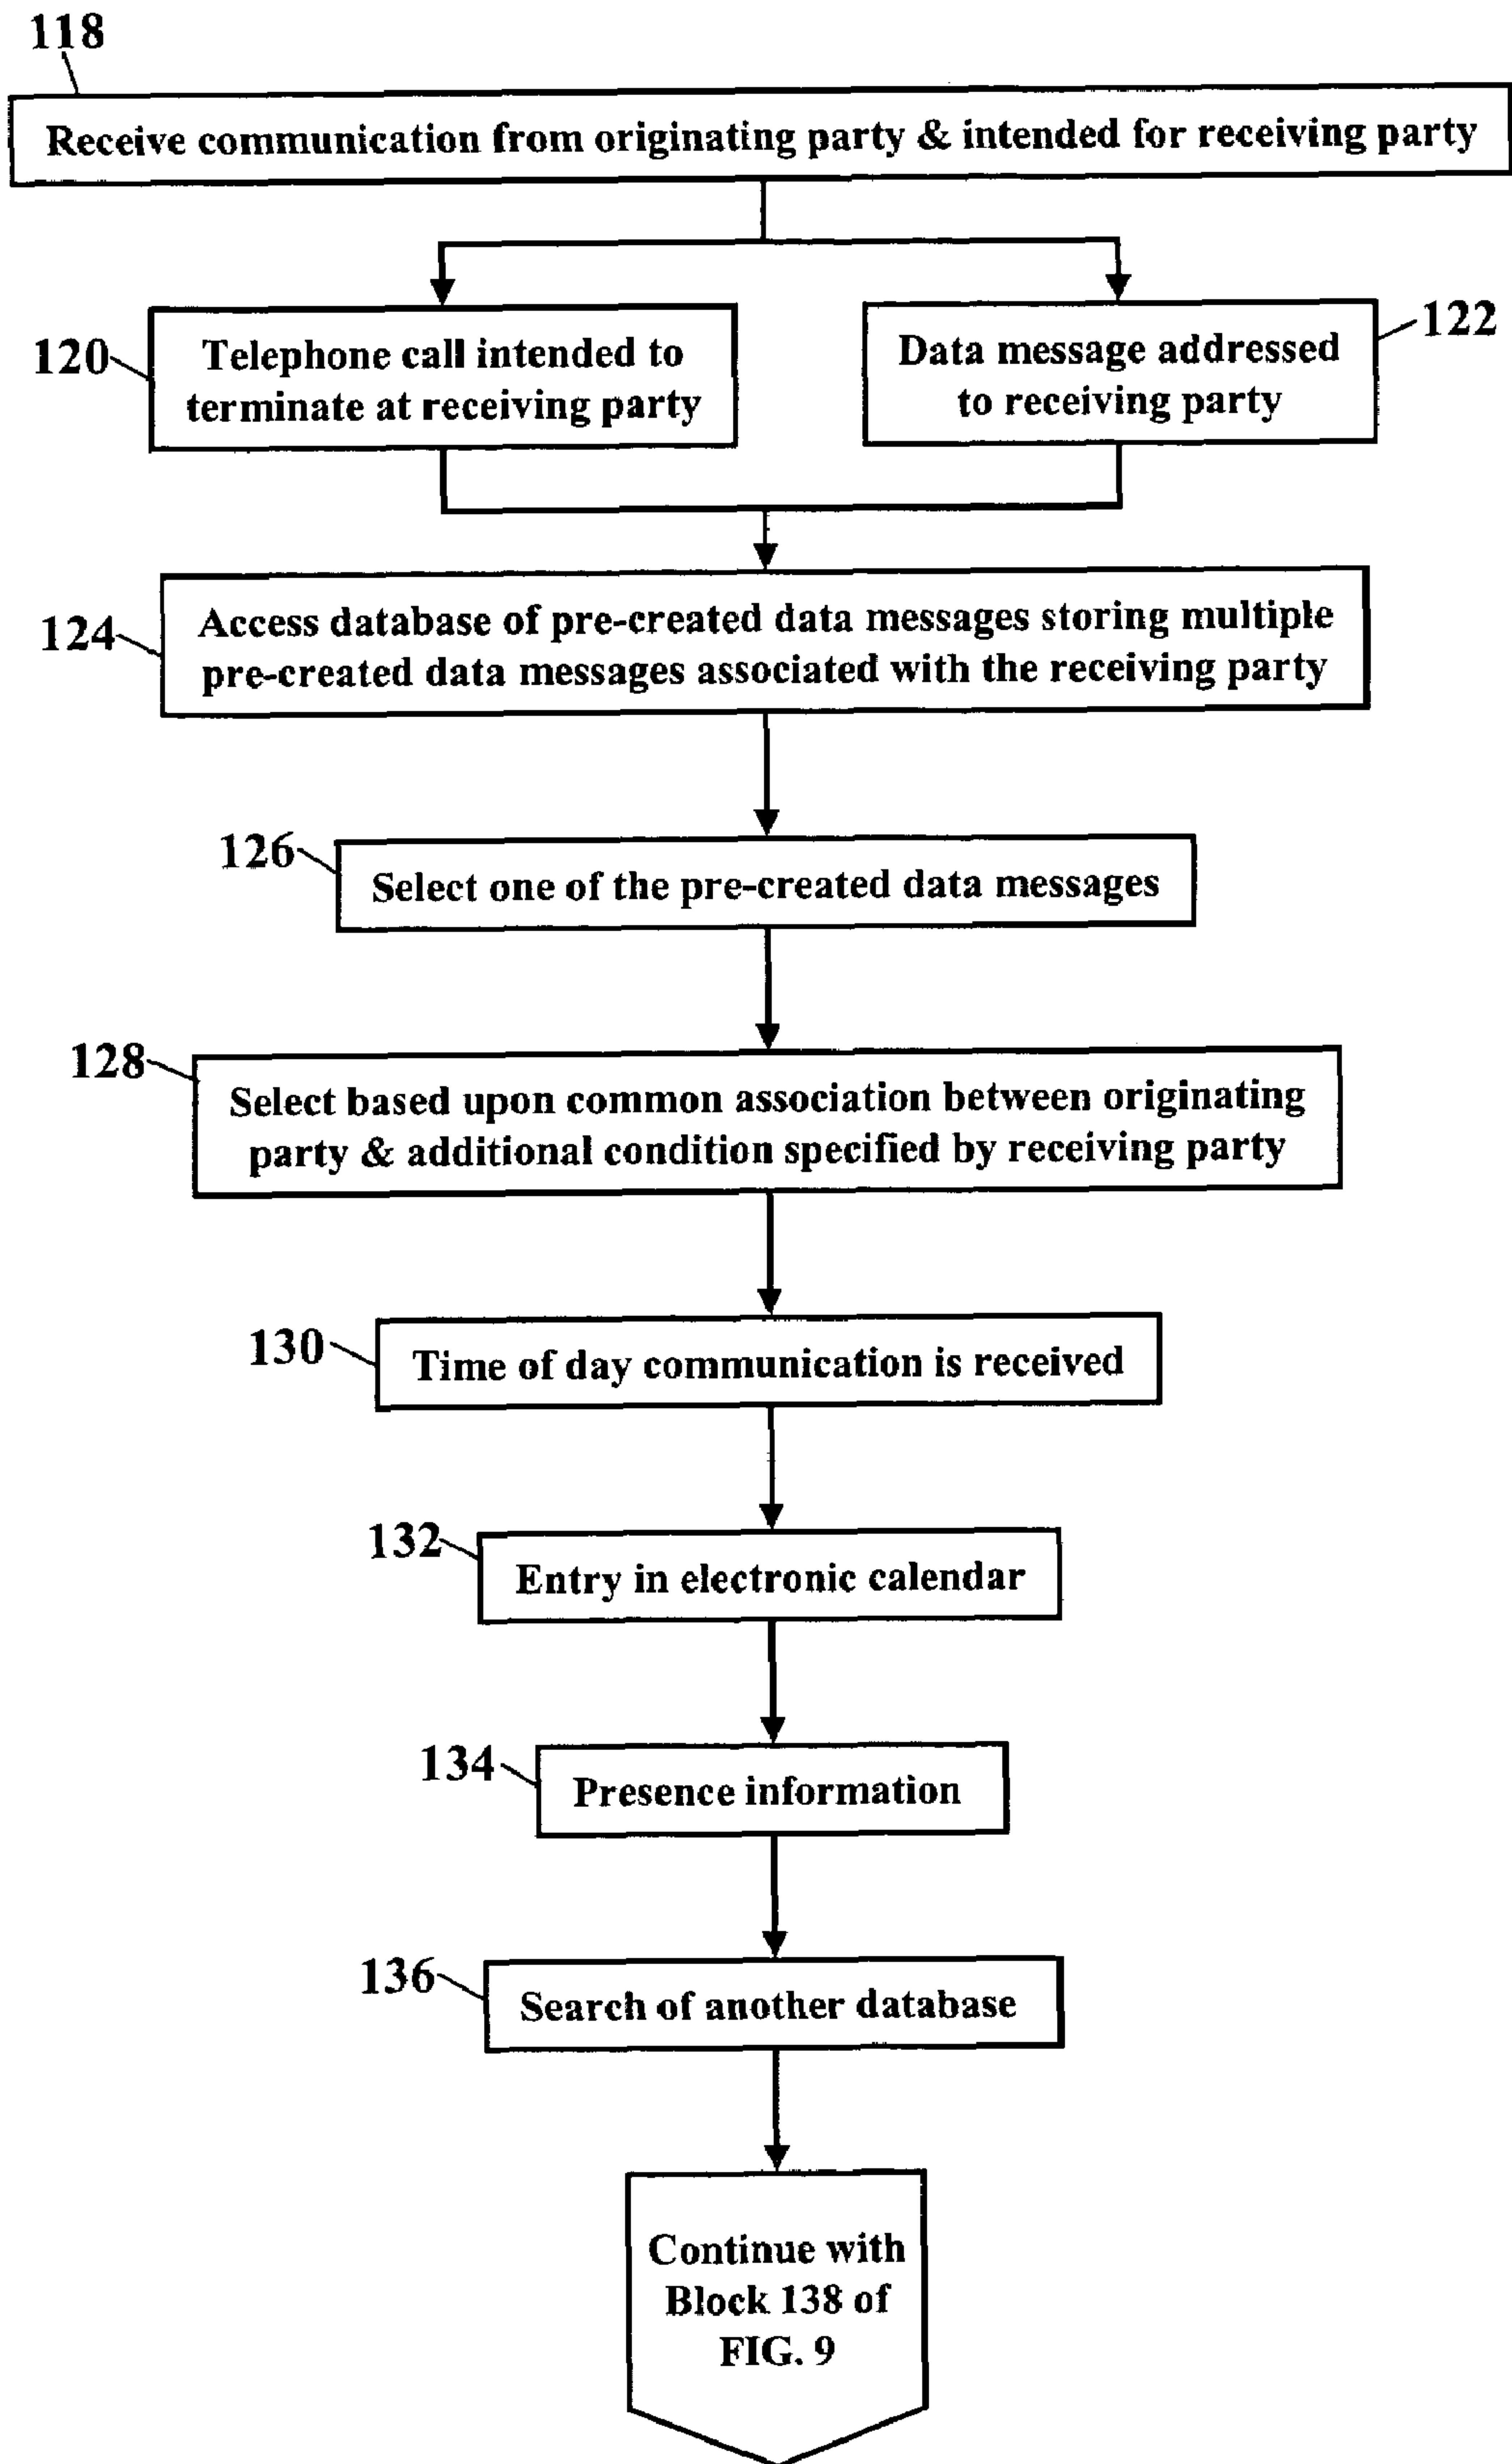 118
Receive communication from originating party & intended for receiving party
120
Telephone call intended to
terminate at receiving party
122
Data message addressed
to receiving party
124
Access database of pre-created data messages storing multiple
pre-created data messages associated with the receiving party
126
Select one of the pre-created data messages
128
Select based upon common association between originating
party & additional condition specified by receiving party
130
Time of day communication is received
132
Entry in electronic calendar
134
Presence information
136
Search of another database
Continue with
Block 138 of
FIG. 9